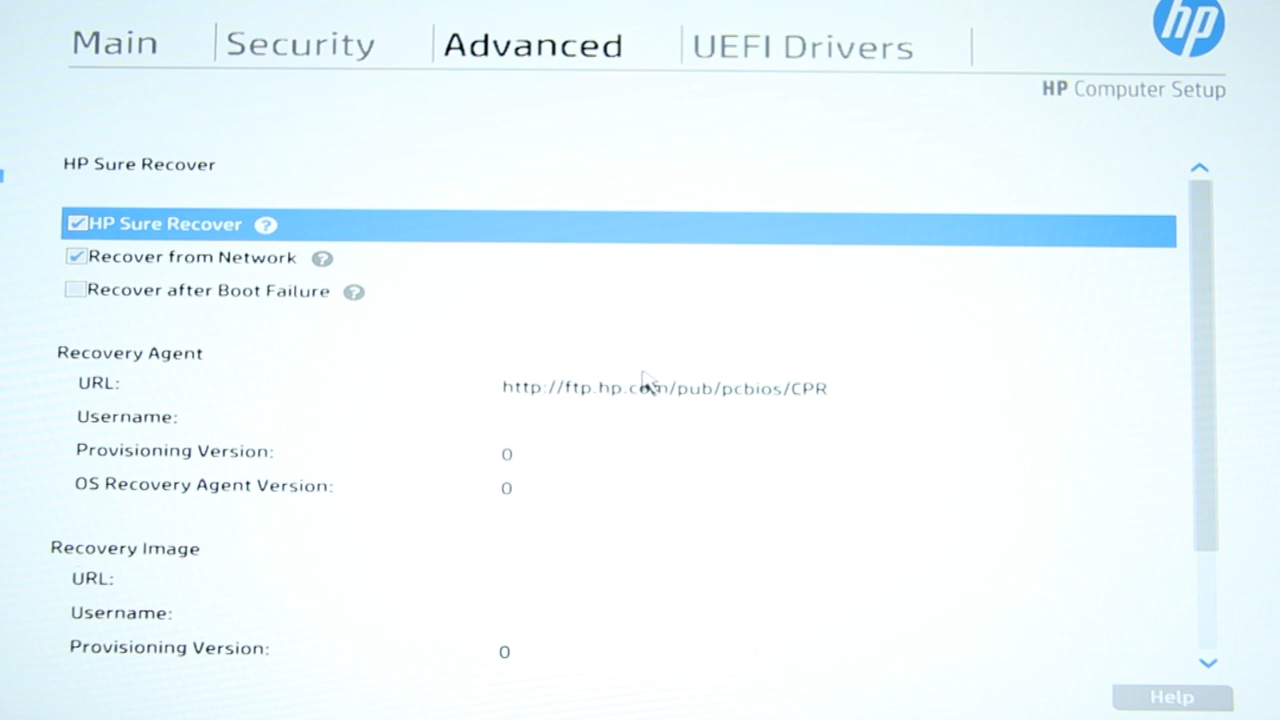 Main Security Advanced UEFI Drivers
hp
HP Computer Setup
HP Sure Recover
HP Sure Recover ?
Recover from Network ?
Recover after Boot Failure ?
Recovery Agent
URL: http://ftp.hp.com/pub/pcbios/CPR
Username:
Provisioning Version: 0
OS Recovery Agent Version: 0
Recovery Image
URL:
Username:
Provisioning Version: 0
Help